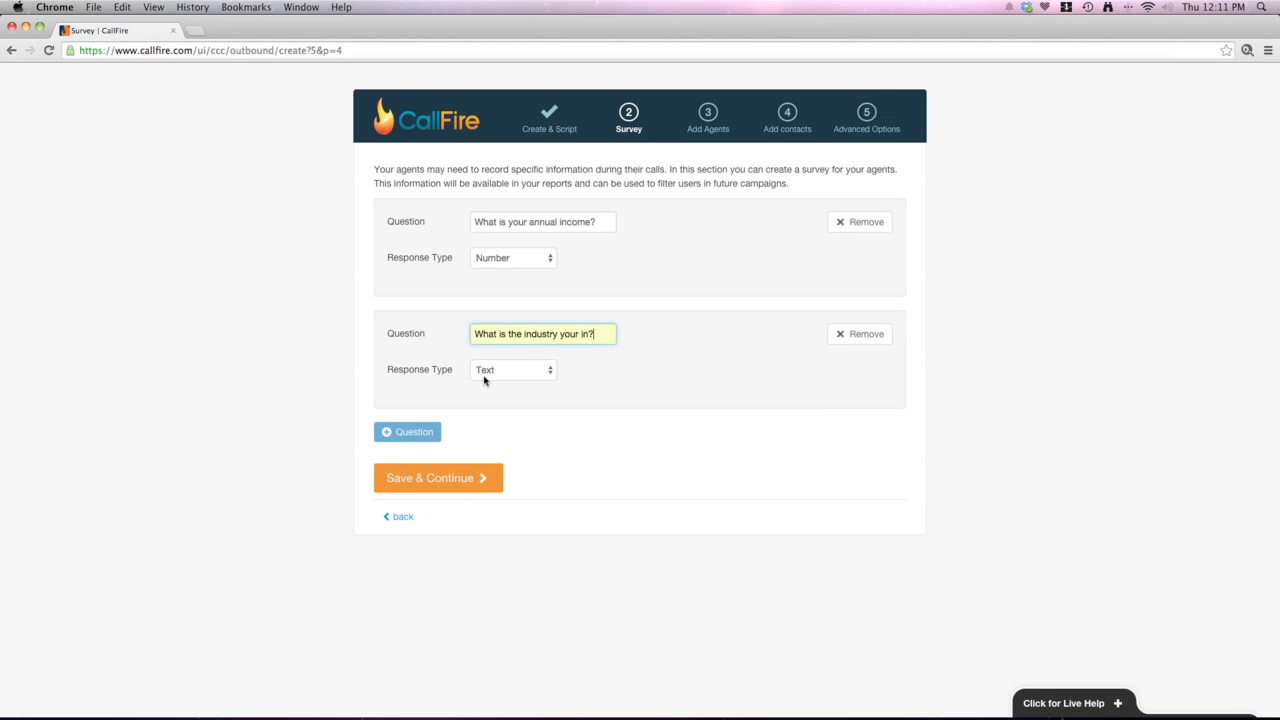 Chrome File Edit View History Bookmarks Window Help
Thu 12:11 PM
Survey | CallFire
https://www.callfire.com/ui/ccc/outbound/create?5&p=4
CallFire
2 3 4 5
Create & Script Survey Add Agents Add contacts Advanced Options
Your agents may need to record specific information during their calls. In this section you can create a survey for your agents.
This information will be available in your reports and can be used to filter users in future campaigns.
Question What is your annual income? Remove
Response Type Number
Question What is the industry your in? Remove
Response Type Text
Question
Save & Continue
back
Click for Live Help